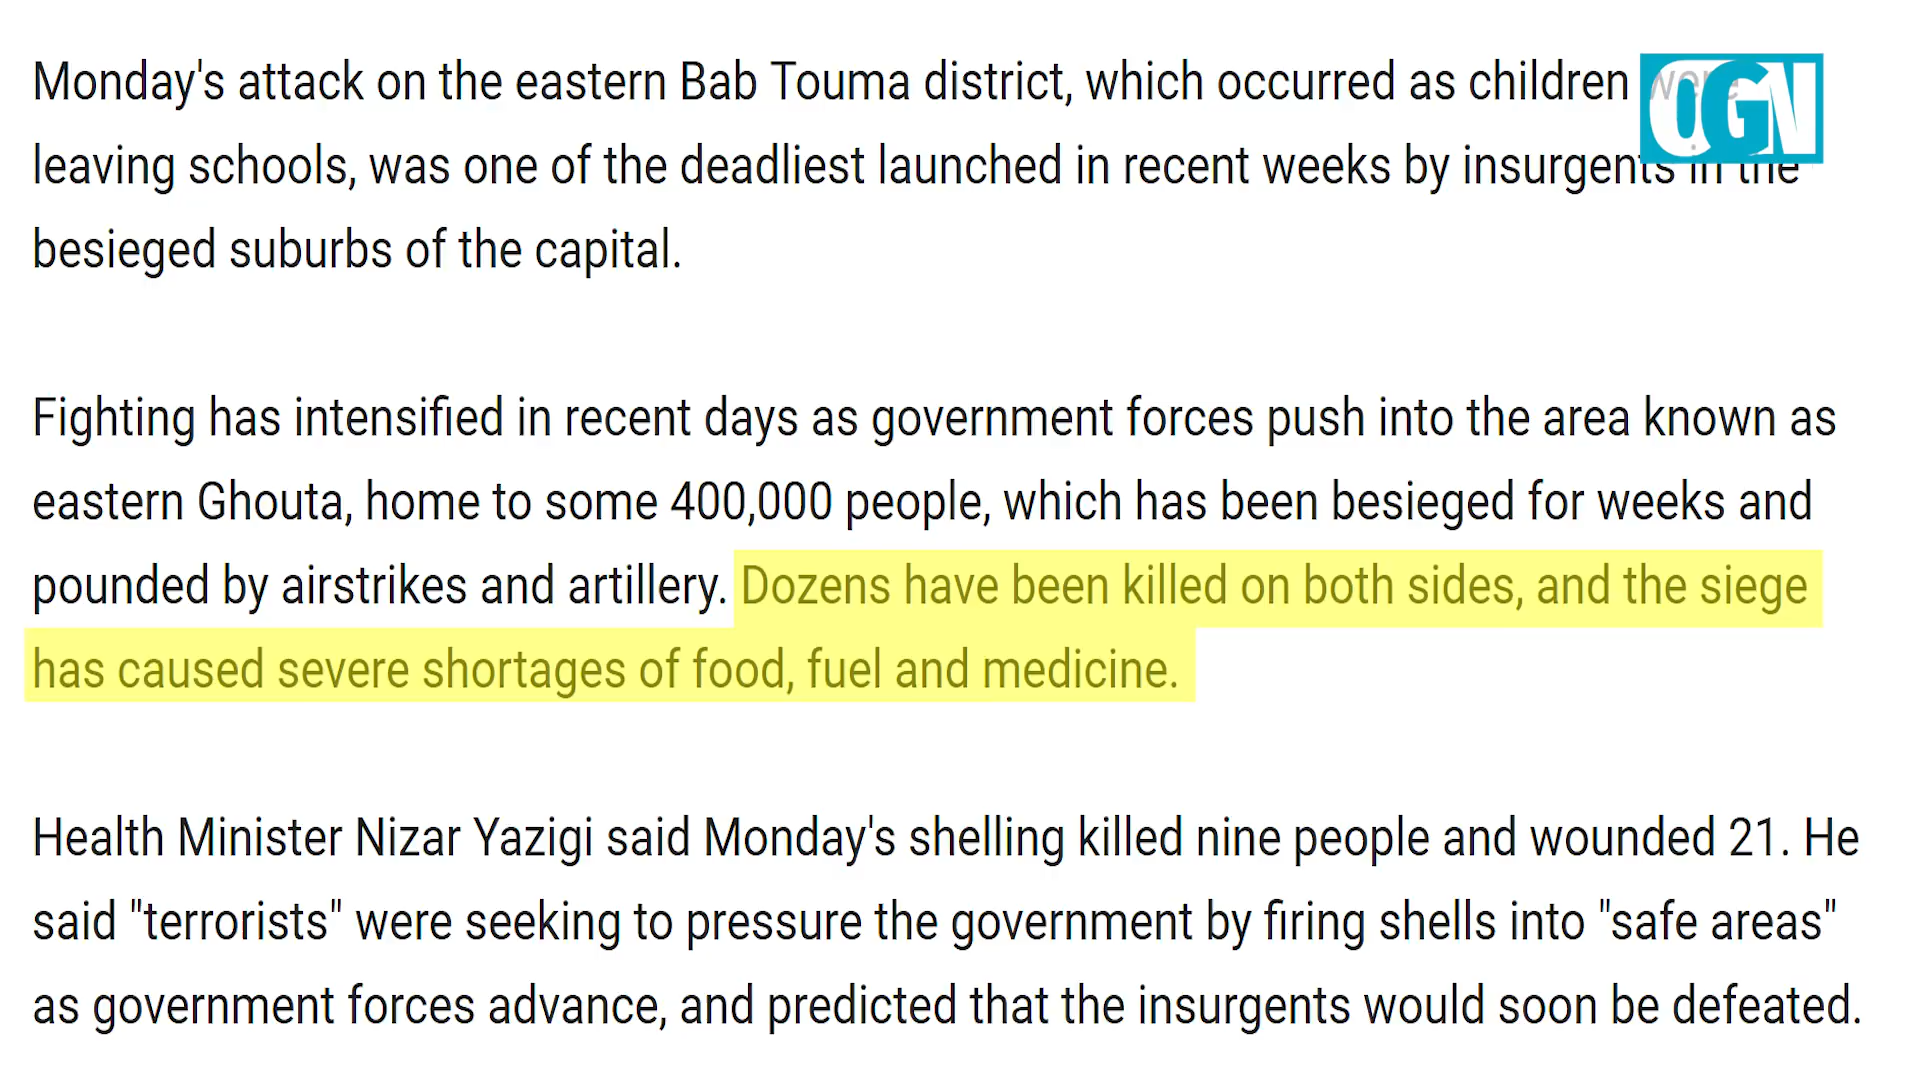 Monday's attack on the eastern Bab Touma district, which occurred as children were
leaving schools, was one of the deadliest launched in recent weeks by insurgents in the
besieged suburbs of the capital.
Fighting has intensified in recent days as government forces push into the area known as
eastern Ghouta, home to some 400,000 people, which has been besieged for weeks and
pounded by airstrikes and artillery. Dozens have been killed on both sides, and the siege
has caused severe shortages of food, fuel and medicine.
Health Minister Nizar Yazigi said Monday's shelling killed nine people and wounded 21. He
said "terrorists" were seeking to pressure the government by firing shells into "safe areas"
as government forces advance, and predicted that the insurgents would soon be defeated.
CGN